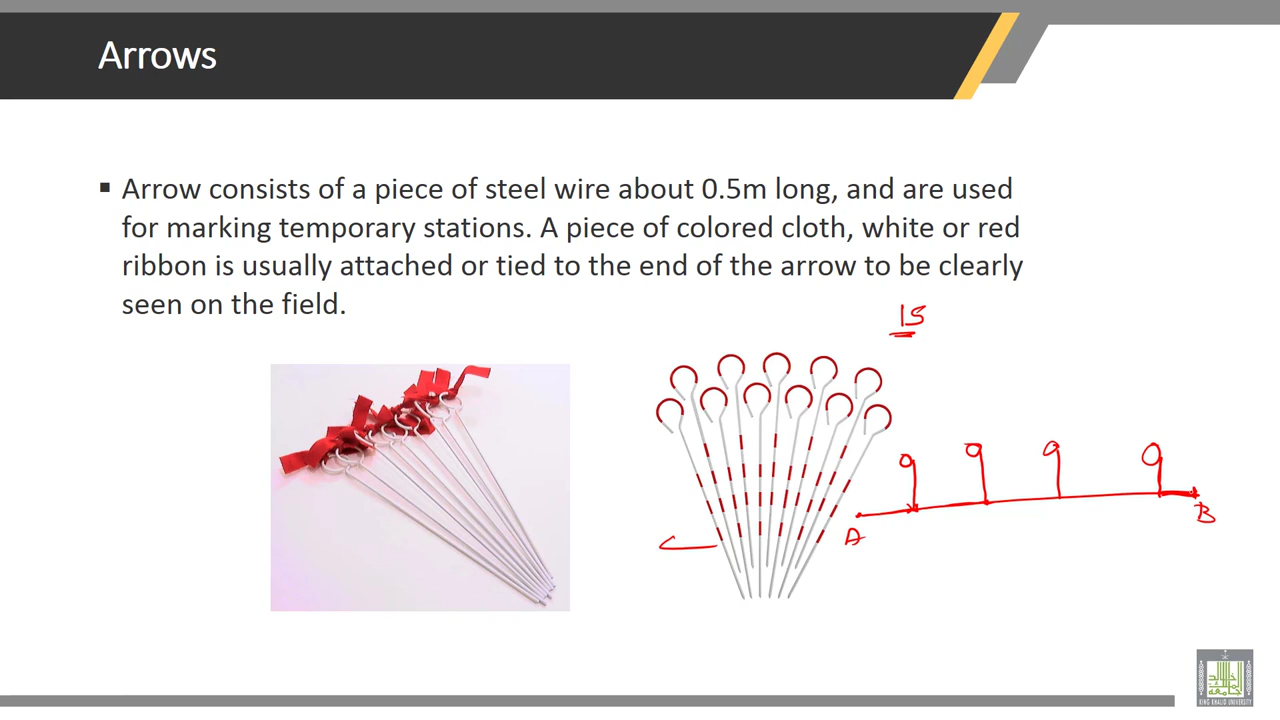 Arrows
▪ Arrow consists of a piece of steel wire about 0.5m long, and are used
for marking temporary stations. A piece of colored cloth, white or red
ribbon is usually attached or tied to the end of the arrow to be clearly
seen on the field.
15
A
B
KING KHALID UNIVERSITY